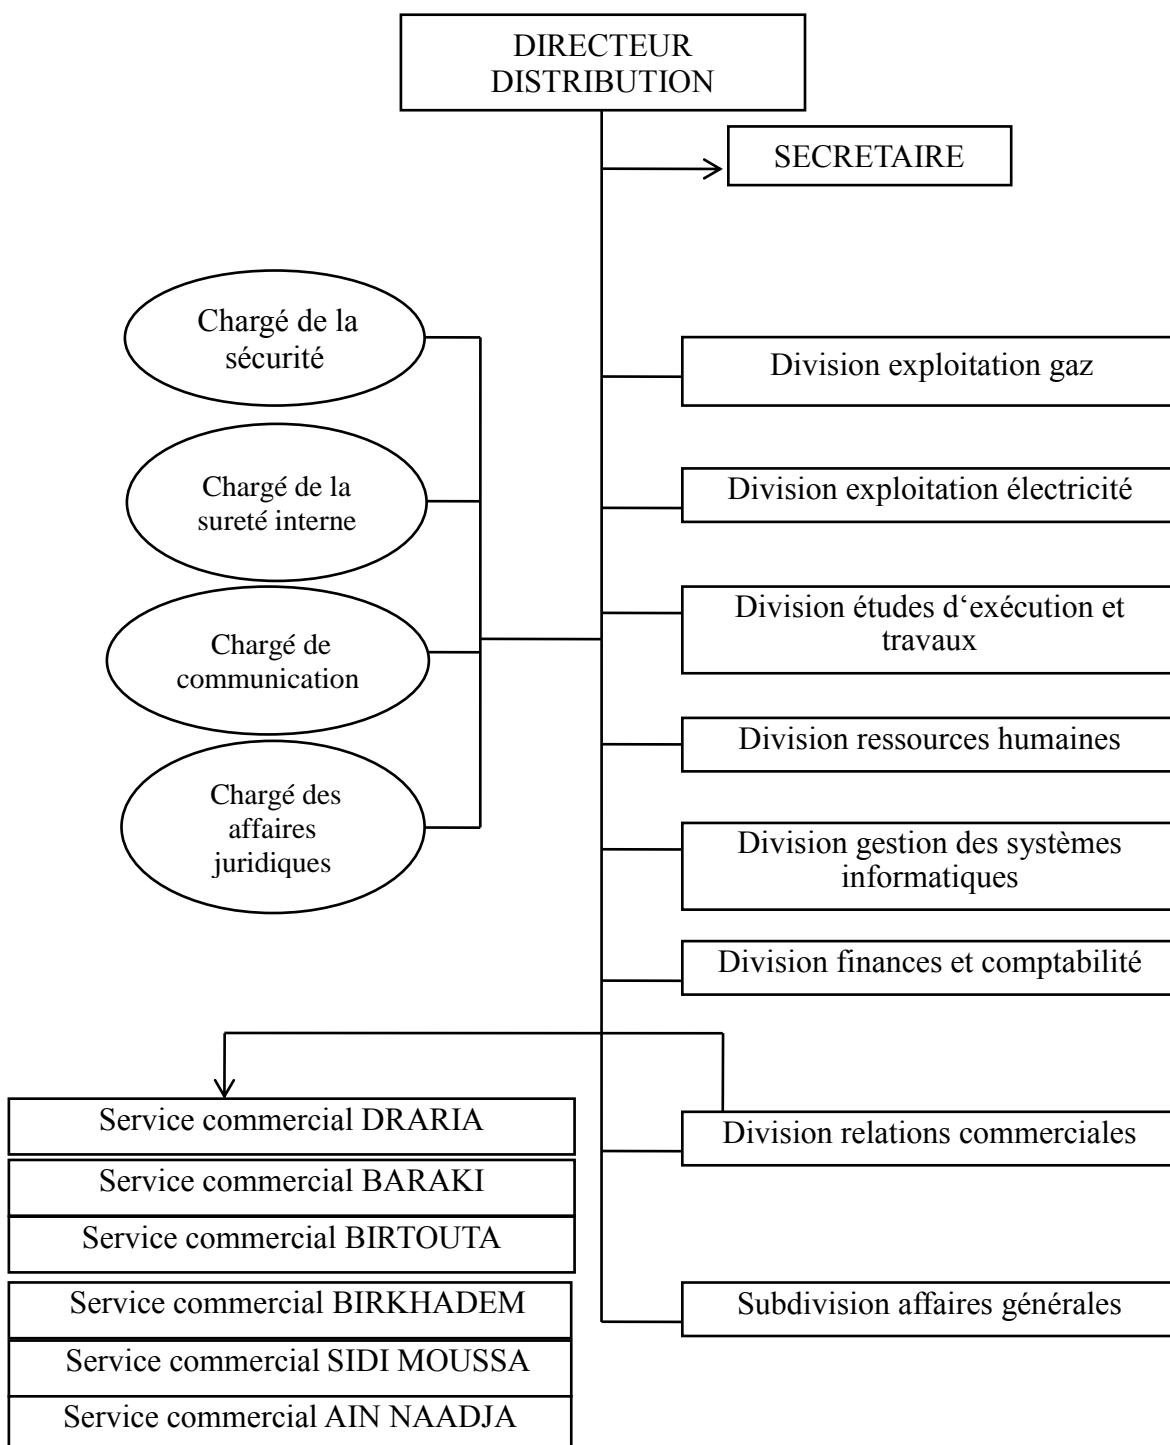 DIRECTEUR
DISTRIBUTION
SECRETAIRE
Chargé de la
sécurité
Chargé de la
sureté interne
Chargé de
communication
Chargé des
affaires
juridiques
Division exploitation gaz
Division exploitation électricité
Division études d‘exécution et
travaux
Division ressources humaines
Division gestion des systèmes
informatiques
Division finances et comptabilité
Division relations commerciales
Subdivision affaires générales
Service commercial DRARIA
Service commercial BARAKI
Service commercial BIRTOUTA
Service commercial BIRKHADEM
Service commercial SIDI MOUSSA
Service commercial AIN NAADJA